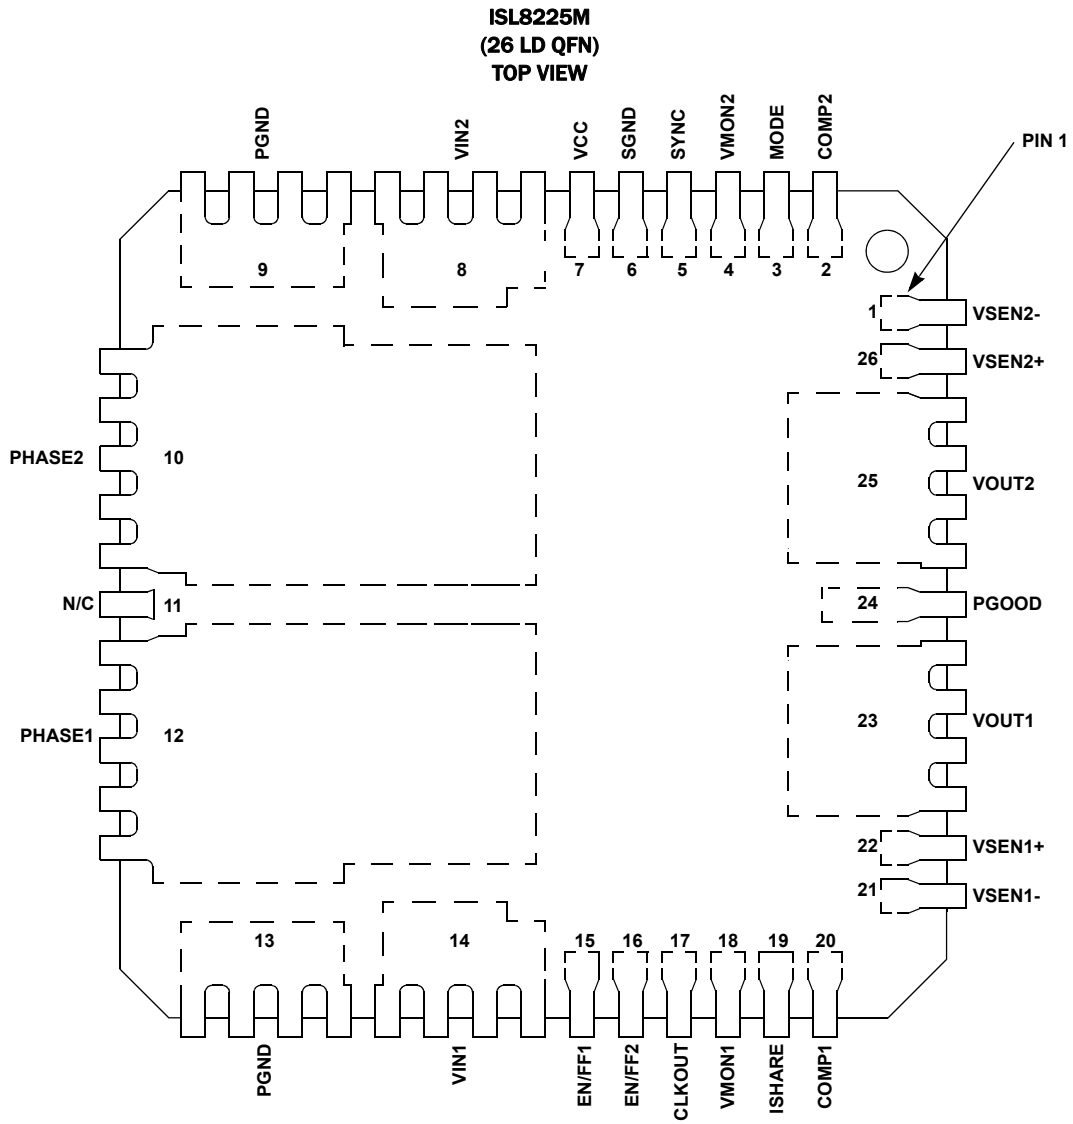 ISL8225M
(26 LD QFN)
TOP VIEW
PGND
VIN2
VCC
SGND
SYNC
VMON2
MODE
COMP2
PIN 1
9
8
7
6
5
4
3
2
1
VSEN2-
26
VSEN2+
PHASE2
10
25
VOUT2
N/C
11
24
PGOOD
PHASE1
12
23
VOUT1
22
VSEN1+
21
VSEN1-
13
14
15
16
17
18
19
20
PGND
VIN1
EN/FF1
EN/FF2
CLKOUT
VMON1
ISHARE
COMP1